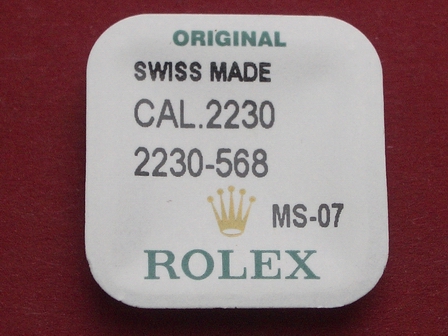 ORIGINAL
SWISS MADE
CAL.2230
2230-568
MS-07
ROLEX